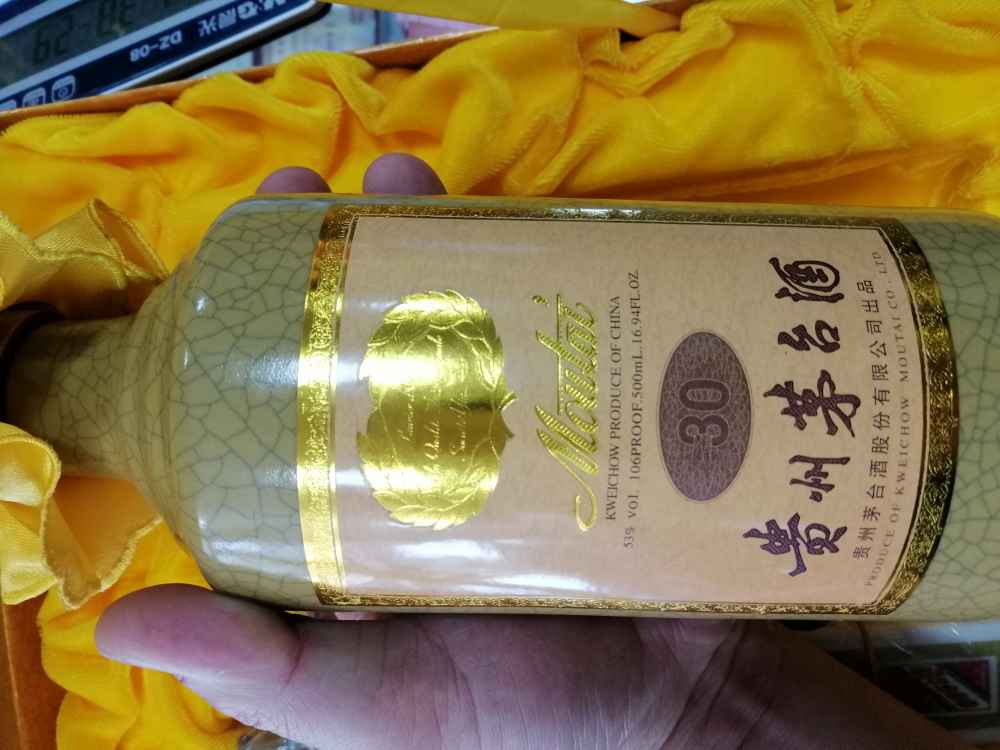 Moutai
KWEICHOW PRODUCE OF CHINA
53% VOL. 106PROOF.500mL.16.94FL.OZ
30
貴州茅台酒
贵州茅台酒股份有限公司出品
PRODUCE OF KWEICHOW MOUTAI CO., LTD
DZ-08